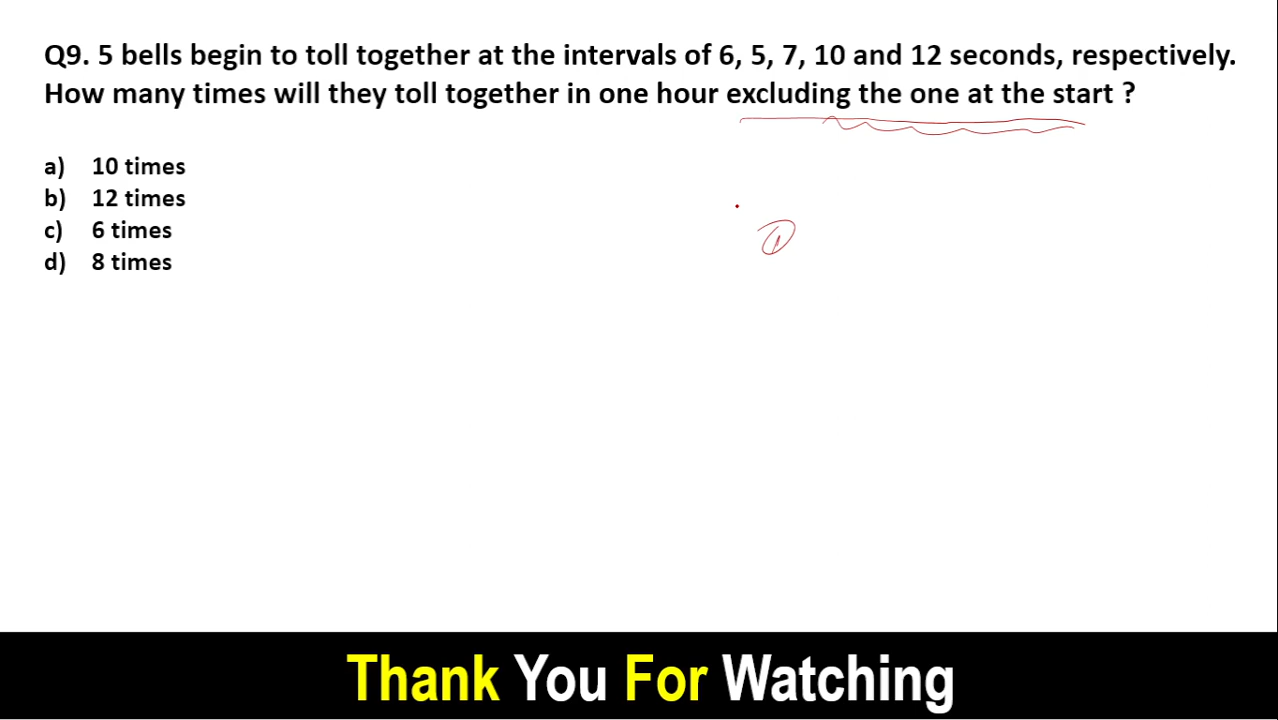 Q9. 5 bells begin to toll together at the intervals of 6, 5, 7, 10 and 12 seconds, respectively.
How many times will they toll together in one hour excluding the one at the start ?
a) 10 times
b) 12 times
c) 6 times
d) 8 times
Thank You For Watching